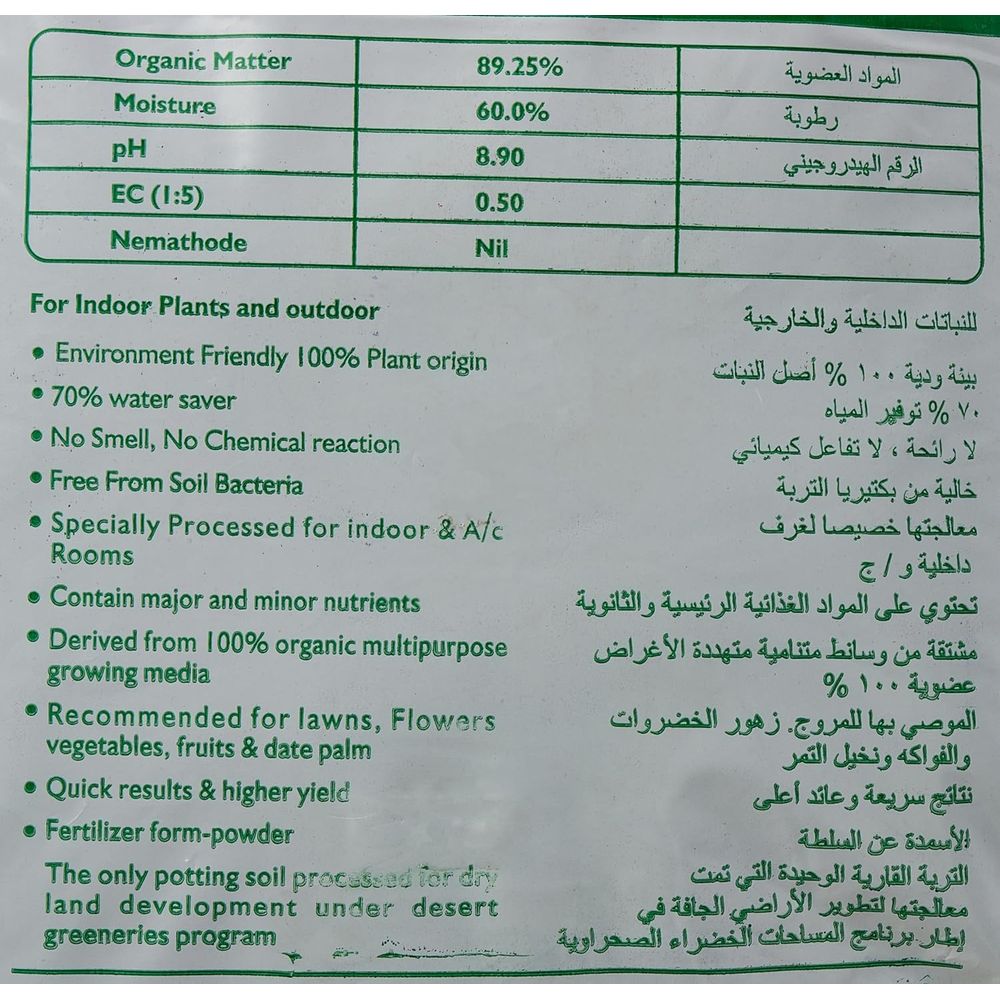 Organic Matter 89.25% المواد العضوية
Moisture 60.0% رطوبة
pH 8.90 الرقم الهيدروجيني
EC (1:5) 0.50
Nemathode Nil
For Indoor Plants and outdoor
• Environment Friendly 100% Plant origin
• 70% water saver
• No Smell, No Chemical reaction
• Free From Soil Bacteria
• Specially Processed for indoor & A/c
Rooms
• Contain major and minor nutrients
• Derived from 100% organic multipurpose
growing media
• Recommended for lawns, Flowers
vegetables, fruits & date palm
• Quick results & higher yield
• Fertilizer form-powder
The only potting soil processed for dry
land development under desert
greeneries program
للنباتات الداخلية والخارجية
بيئة ودية ١٠٠ % أصل النبات
٧٠ % توفير المياه
لا رائحة ، لا تفاعل كيميائي
خالية من بكتيريا التربة
معالجتها خصيصا لغرف
داخلية و / ج
تحتوي على المواد الغذائية الرئيسية والثانوية
مشتقة من وسائط متنامية متهددة الأغراض
عضوية ١٠٠ %
الموصي بها للمروج. زهور الخضروات
والفواكه ونخيل التمر
نتائج سريعة وعائد أعلى
الأسمدة عن السلطة
التربة القارية الوحيدة التي تمت
معالجتها لتطوير الأراضي الجافة في
إطار برنامج المساحات الخضراء الصحراوية